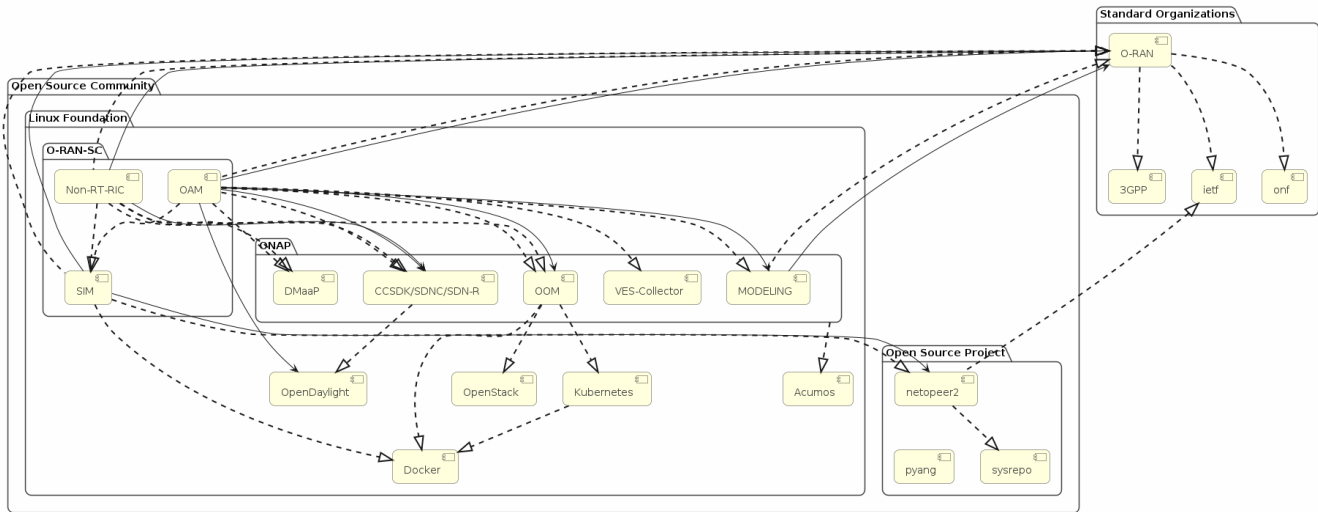 Standard Organizations
O-RAN
Open Source Community
Linux Foundation
O-RAN-SC
Non-RT-RIC
OAM
3GPP
ietf
onf
ONAP
SIM
DMaaP
CCSDK/SDNC/SDN-R
OOM
VES-Collector
MODELING
Open Source Project
OpenDaylight
OpenStack
Kubernetes
Acumos
netopeer2
Docker
pyang
sysrepo